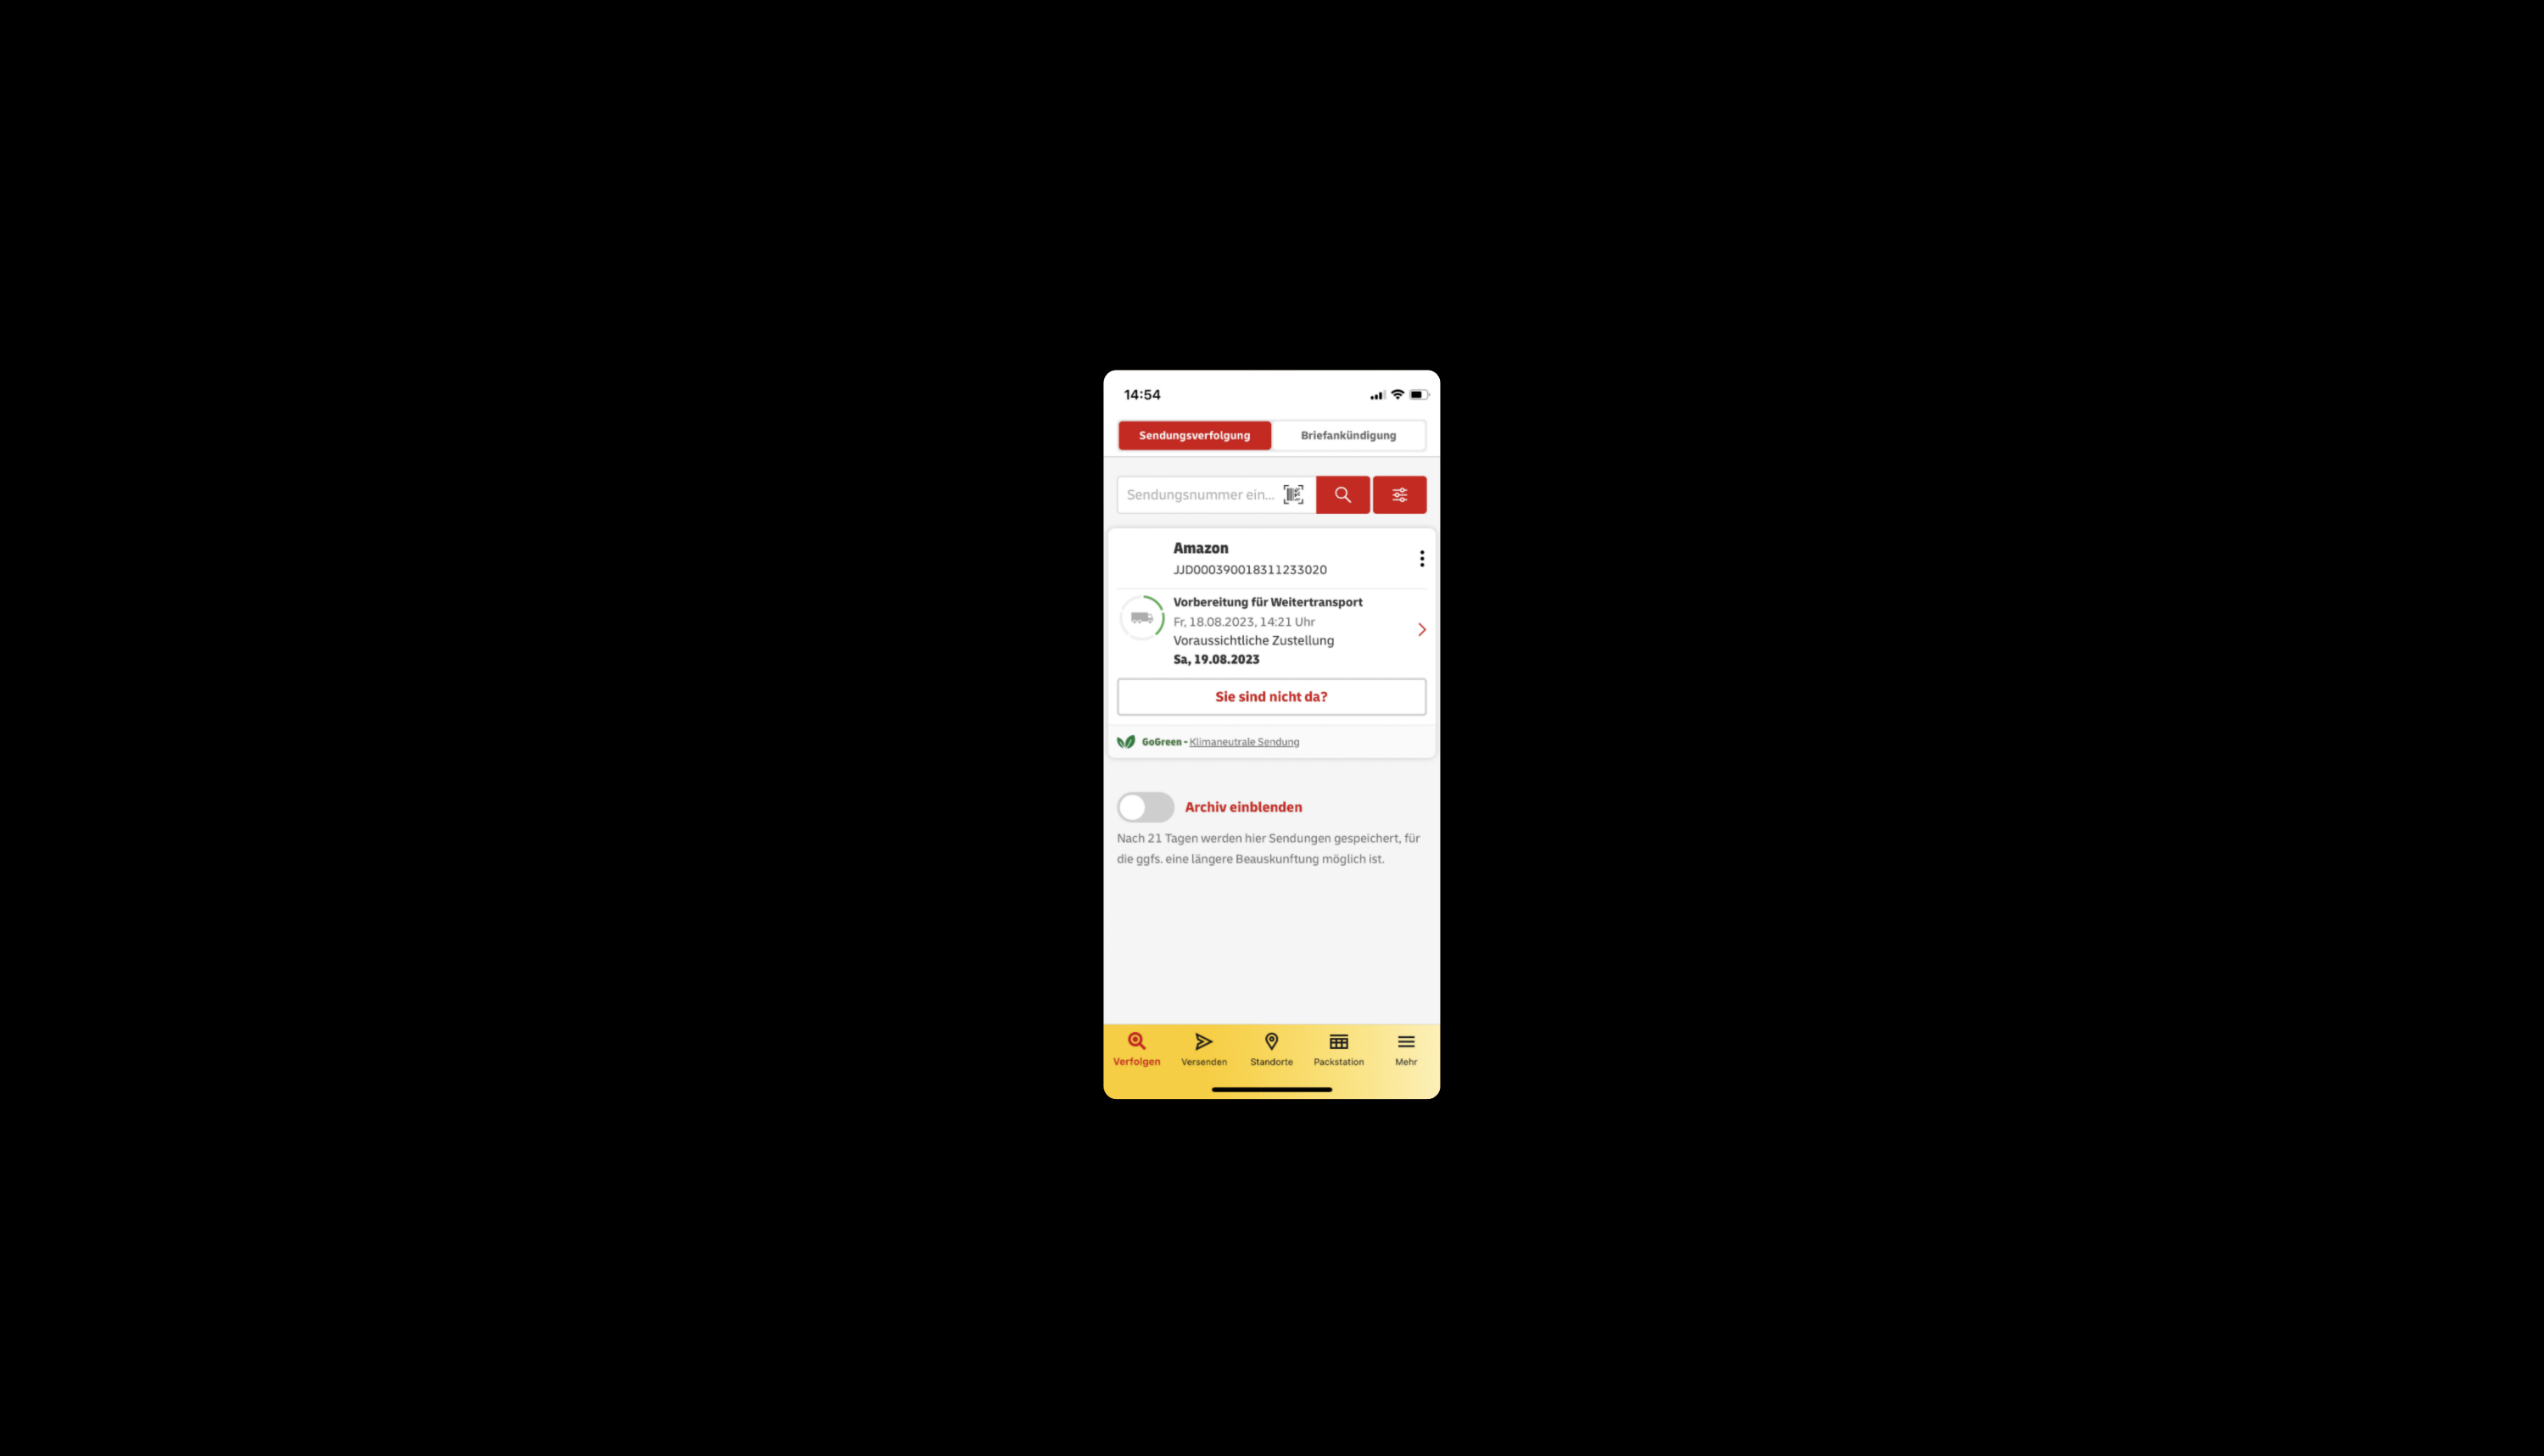 14:54
Sendungsverfolgung
Briefankündigung
Sendungsnummer ein...
Amazon
JJD000390018311233020
Vorbereitung für Weitertransport
Fr, 18.08.2023, 14:21 Uhr
Voraussichtliche Zustellung
Sa, 19.08.2023
Sie sind nicht da?
GoGreen - Klimaneutrale Sendung
Archiv einblenden
Nach 21 Tagen werden hier Sendungen gespeichert, für
die ggfs. eine längere Beauskunftung möglich ist.
Verfolgen
Versenden
Standorte
Packstation
Mehr